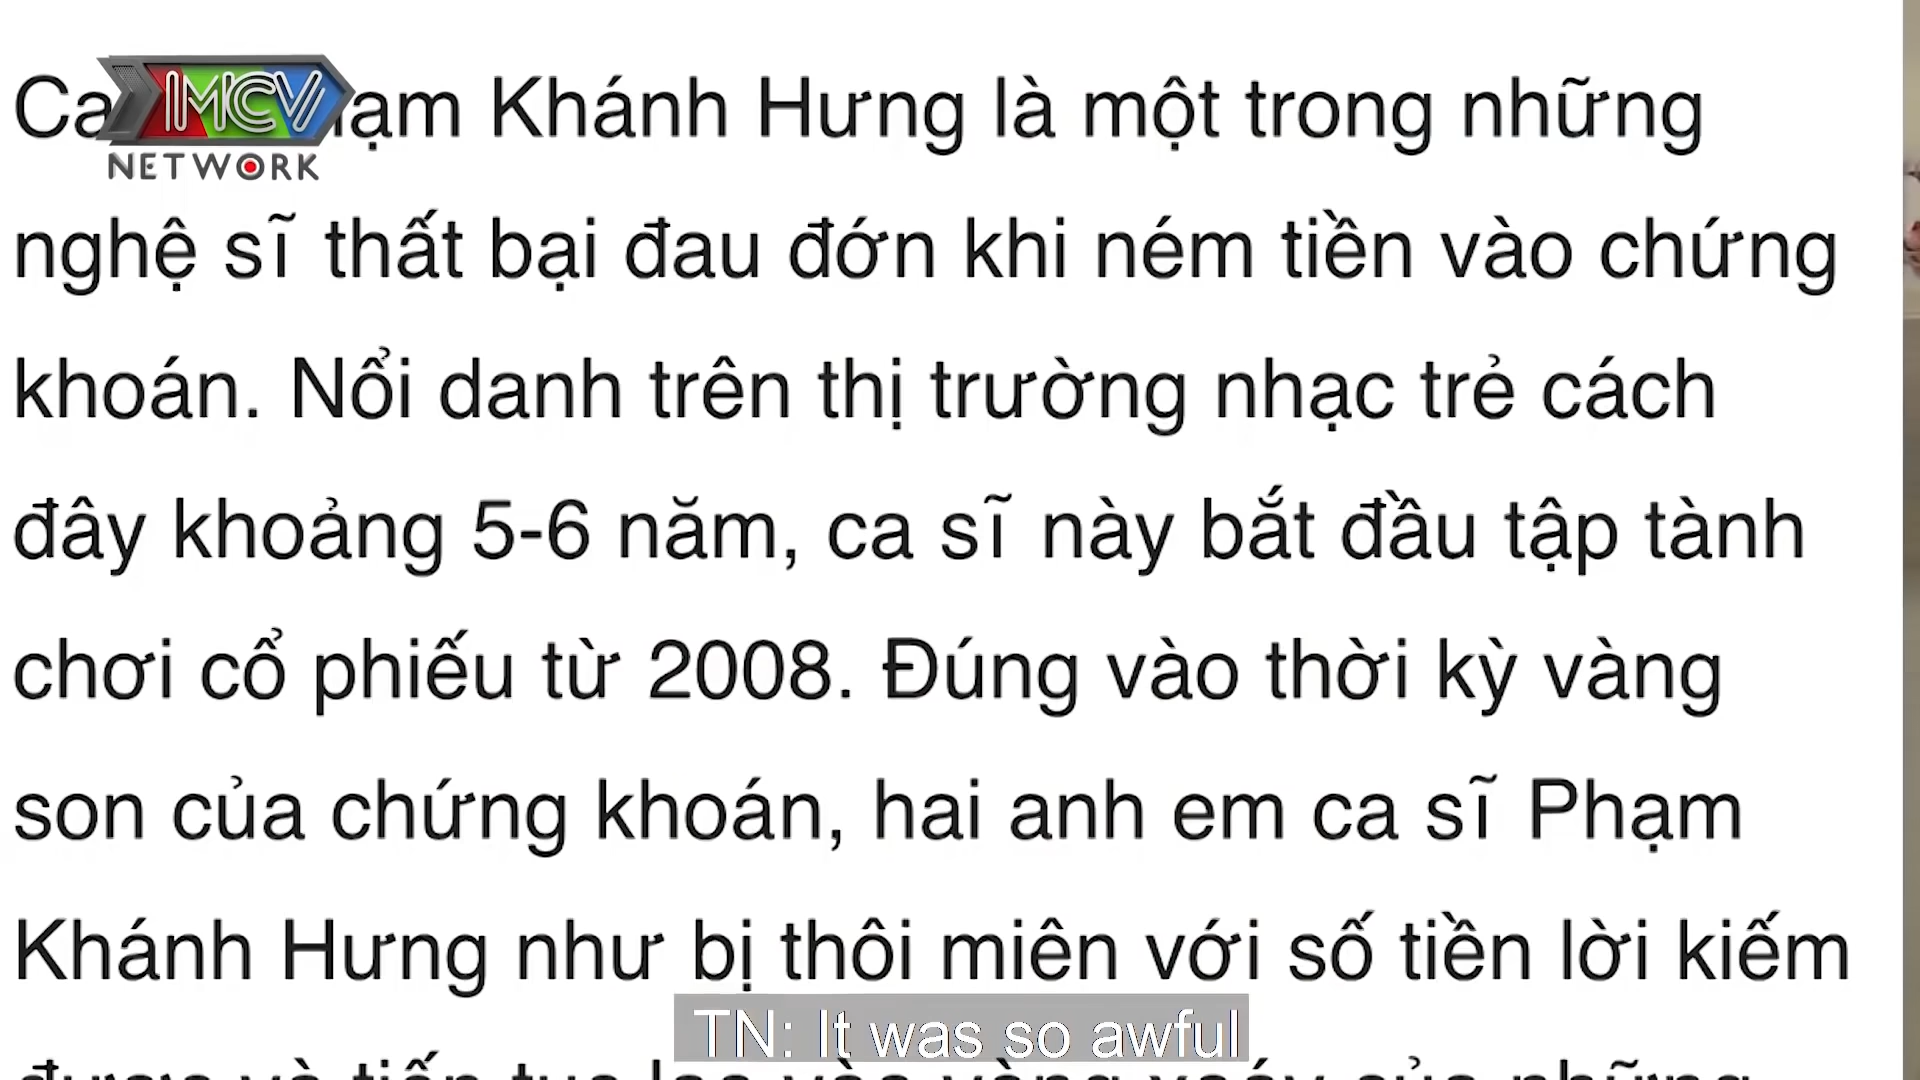 MCV
NETWORK
Ca ạm Khánh Hưng là một trong những
nghệ sĩ thất bại đau đớn khi ném tiền vào chứng
khoán. Nổi danh trên thị trường nhạc trẻ cách
đây khoảng 5-6 năm, ca sĩ này bắt đầu tập tành
chơi cổ phiếu từ 2008. Đúng vào thời kỳ vàng
son của chứng khoán, hai anh em ca sĩ Phạm
Khánh Hưng như bị thôi miên với số tiền lời kiếm
TN: It was so awful